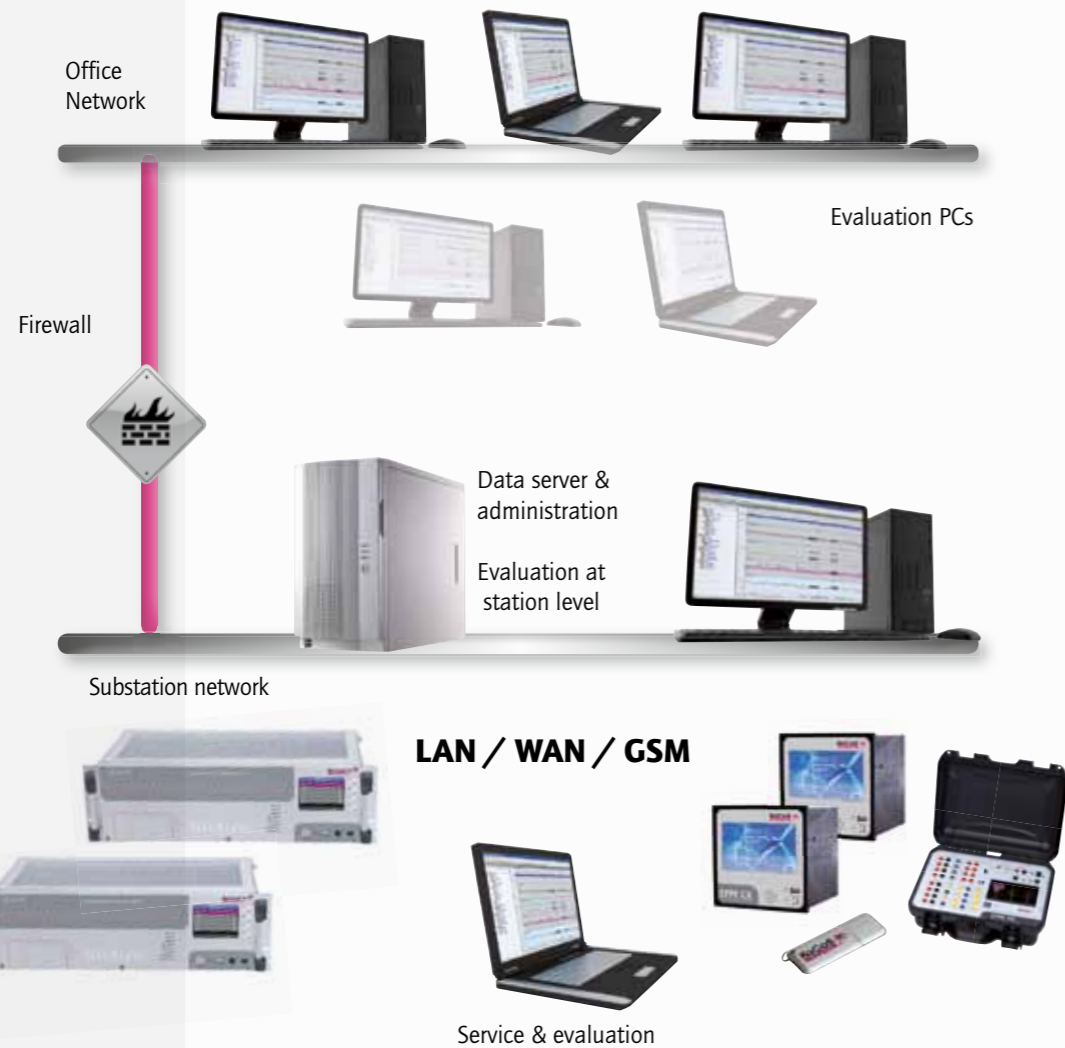 Office
Network
Evaluation PCs
Firewall
Data server &
administration
Evaluation at
station level
Substation network
LAN / WAN / GSM
Service & evaluation